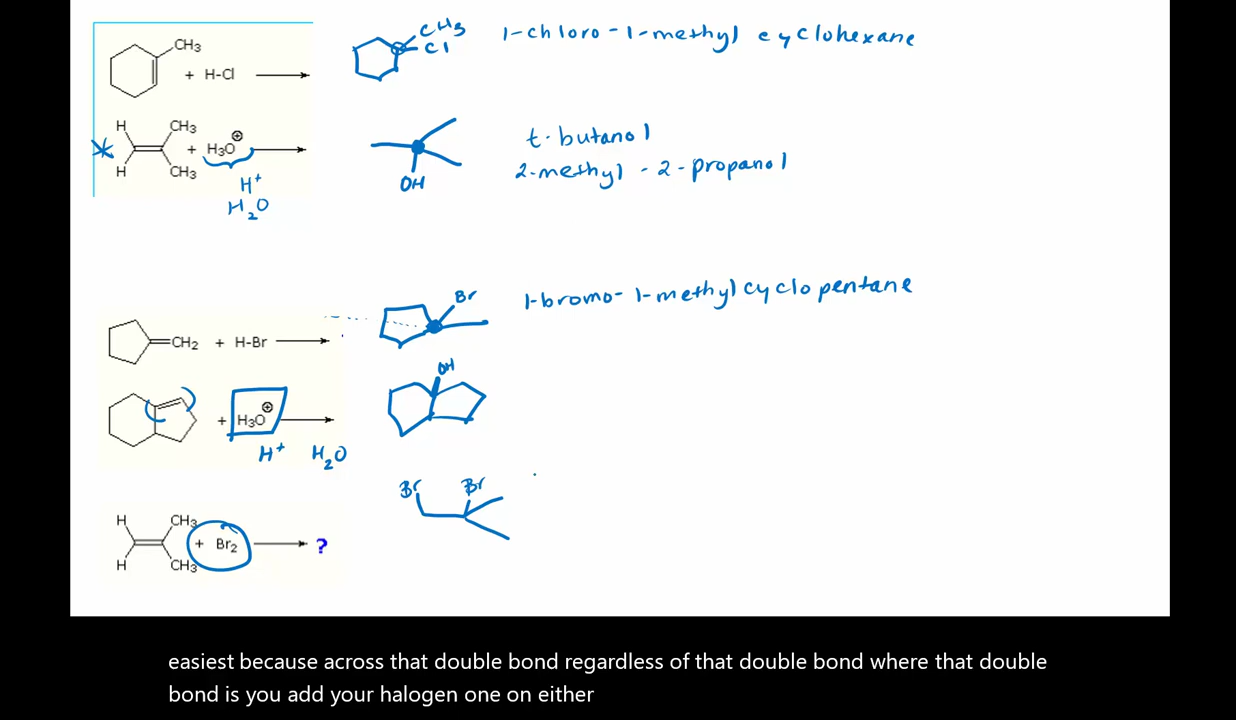 CH3
CH3
Cl
1-chloro-1-methyl cyclohexane
+ H-Cl
H CH3
+ H3O ⊕
H CH3
H+
H2O
OH
t-butanol
2-methyl-2-propanol
Br
1-bromo-1-methylcyclopentane
=CH2 + H-Br
OH
+ H3O ⊕
H+ H2O
Br Br
H CH3
+ Br2 ?
H CH3
easiest because across that double bond regardless of that double bond where that double
bond is you add your halogen one on either